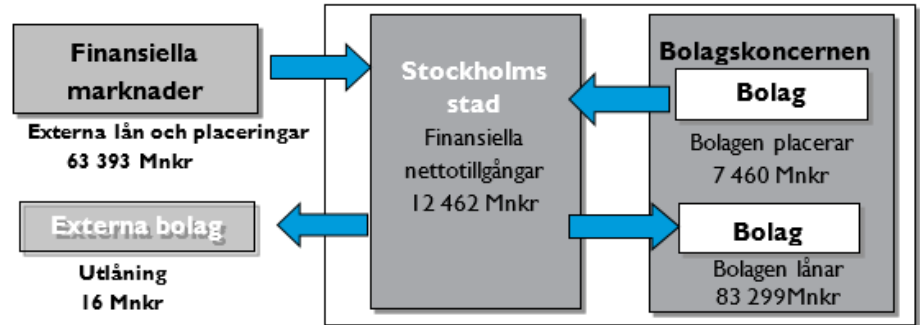 Finansiella
marknader
Externa lån och placeringar
63 393 Mnkr
Externa bolag
Utlåning
16 Mnkr
Stockholms
stad
Finansiella
nettotillgångar
12 462 Mnkr
Bolagskoncernen
Bolag
Bolagen placerar
7 460 Mnkr
Bolag
Bolagen lånar
83 299Mnkr